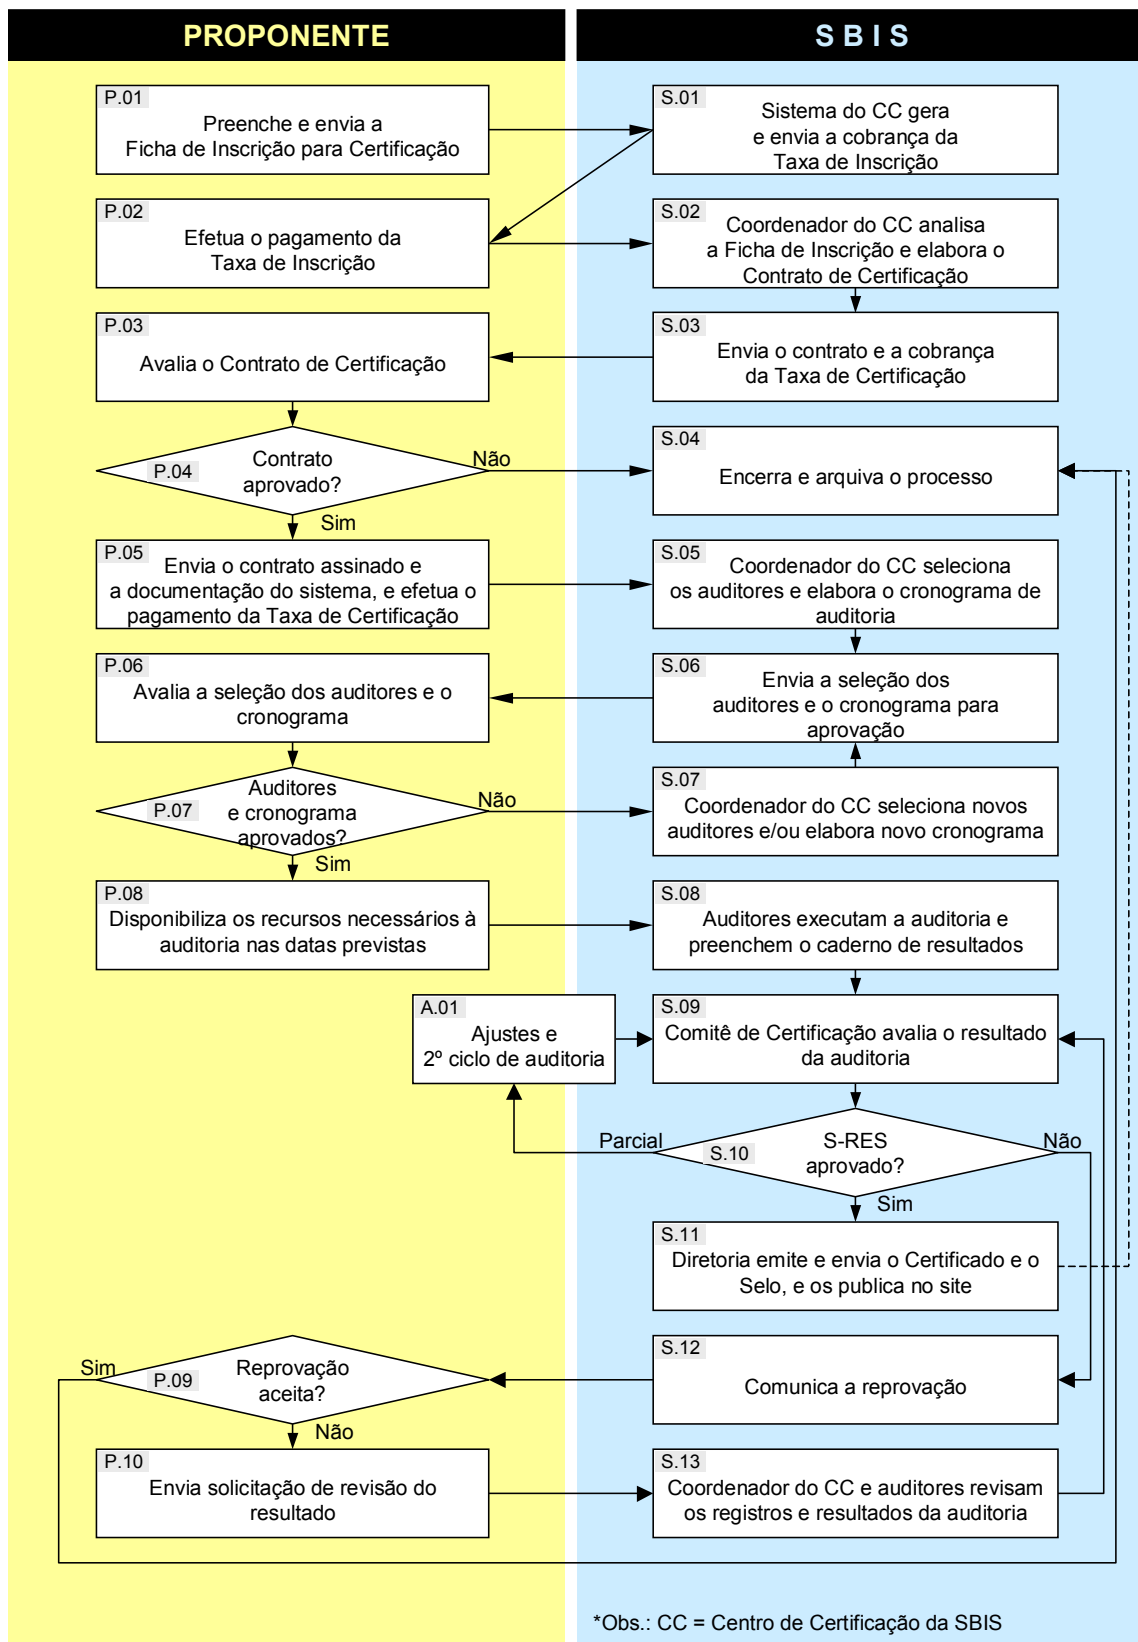 PROPONENTE
S B I S
P.01
Preenche e envia a
Ficha de Inscrição para Certificação
S.01
Sistema do CC gera
e envia a cobrança da
Taxa de Inscrição
P.02
Efetua o pagamento da
Taxa de Inscrição
S.02
Coordenador do CC analisa
a Ficha de Inscrição e elabora o
Contrato de Certificação
P.03
Avalia o Contrato de Certificação
S.03
Envia o contrato e a cobrança
da Taxa de Certificação
P.04
Contrato
aprovado?
Não
Sim
S.04
Encerra e arquiva o processo
P.05
Envia o contrato assinado e
a documentação do sistema, e efetua o
pagamento da Taxa de Certificação
S.05
Coordenador do CC seleciona
os auditores e elabora o cronograma de
auditoria
P.06
Avalia a seleção dos auditores e o
cronograma
S.06
Envia a seleção dos
auditores e o cronograma para
aprovação
P.07
Auditores
e cronograma
aprovados?
Não
Sim
S.07
Coordenador do CC seleciona novos
auditores e/ou elabora novo cronograma
P.08
Disponibiliza os recursos necessários à
auditoria nas datas previstas
S.08
Auditores executam a auditoria e
preenchem o caderno de resultados
A.01
Ajustes e
2º ciclo de auditoria
S.09
Comitê de Certificação avalia o resultado
da auditoria
Parcial
S.10
S-RES
aprovado?
Não
Sim
S.11
Diretoria emite e envia o Certificado e o
Selo, e os publica no site
Sim
P.09
Reprovação
aceita?
Não
S.12
Comunica a reprovação
P.10
Envia solicitação de revisão do
resultado
S.13
Coordenador do CC e auditores revisam
os registros e resultados da auditoria
*Obs.: CC = Centro de Certificação da SBIS